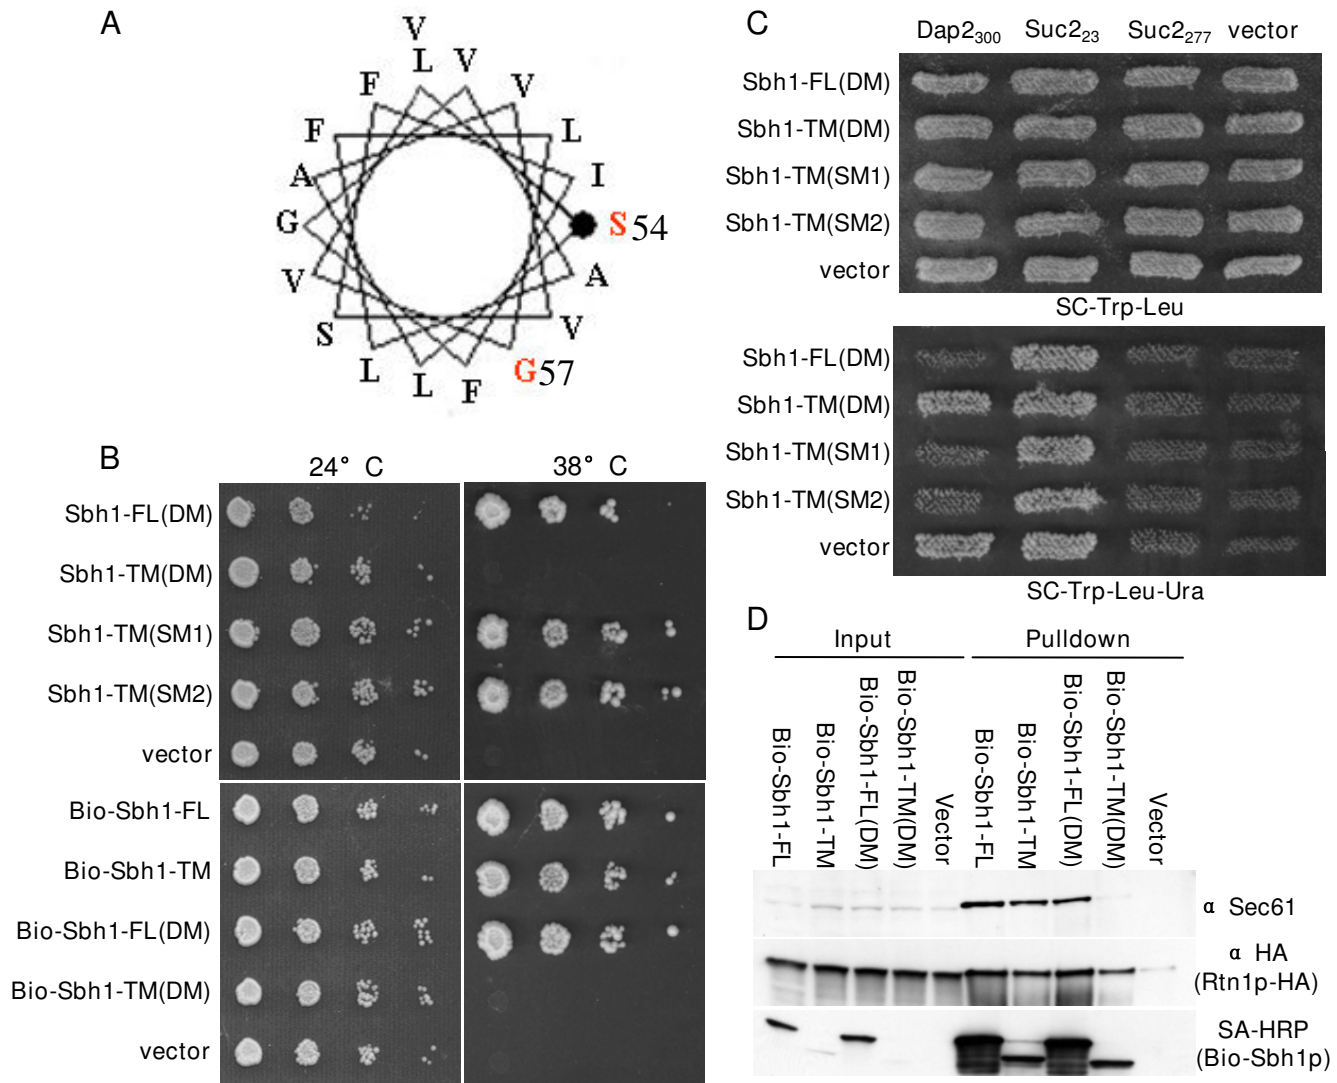 A
V
L
V
F
V
F
L
A
I
G
S 54
V
A
S
V
L
L
F
G57
B
24° C
38° C
Sbh1-FL(DM)
Sbh1-TM(DM)
Sbh1-TM(SM1)
Sbh1-TM(SM2)
vector
Bio-Sbh1-FL
Bio-Sbh1-TM
Bio-Sbh1-FL(DM)
Bio-Sbh1-TM(DM)
vector
C
Dap2300 Suc223 Suc2277 vector
Sbh1-FL(DM)
Sbh1-TM(DM)
Sbh1-TM(SM1)
Sbh1-TM(SM2)
vector
SC-Trp-Leu
Sbh1-FL(DM)
Sbh1-TM(DM)
Sbh1-TM(SM1)
Sbh1-TM(SM2)
vector
SC-Trp-Leu-Ura
D
Input
Pulldown
Bio-Sbh1-FL
Bio-Sbh1-TM
Bio-Sbh1-FL(DM)
Bio-Sbh1-TM(DM)
Vector
Bio-Sbh1-FL
Bio-Sbh1-TM
Bio-Sbh1-FL(DM)
Bio-Sbh1-TM(DM)
Vector
α Sec61
α HA
(Rtn1p-HA)
SA-HRP
(Bio-Sbh1p)